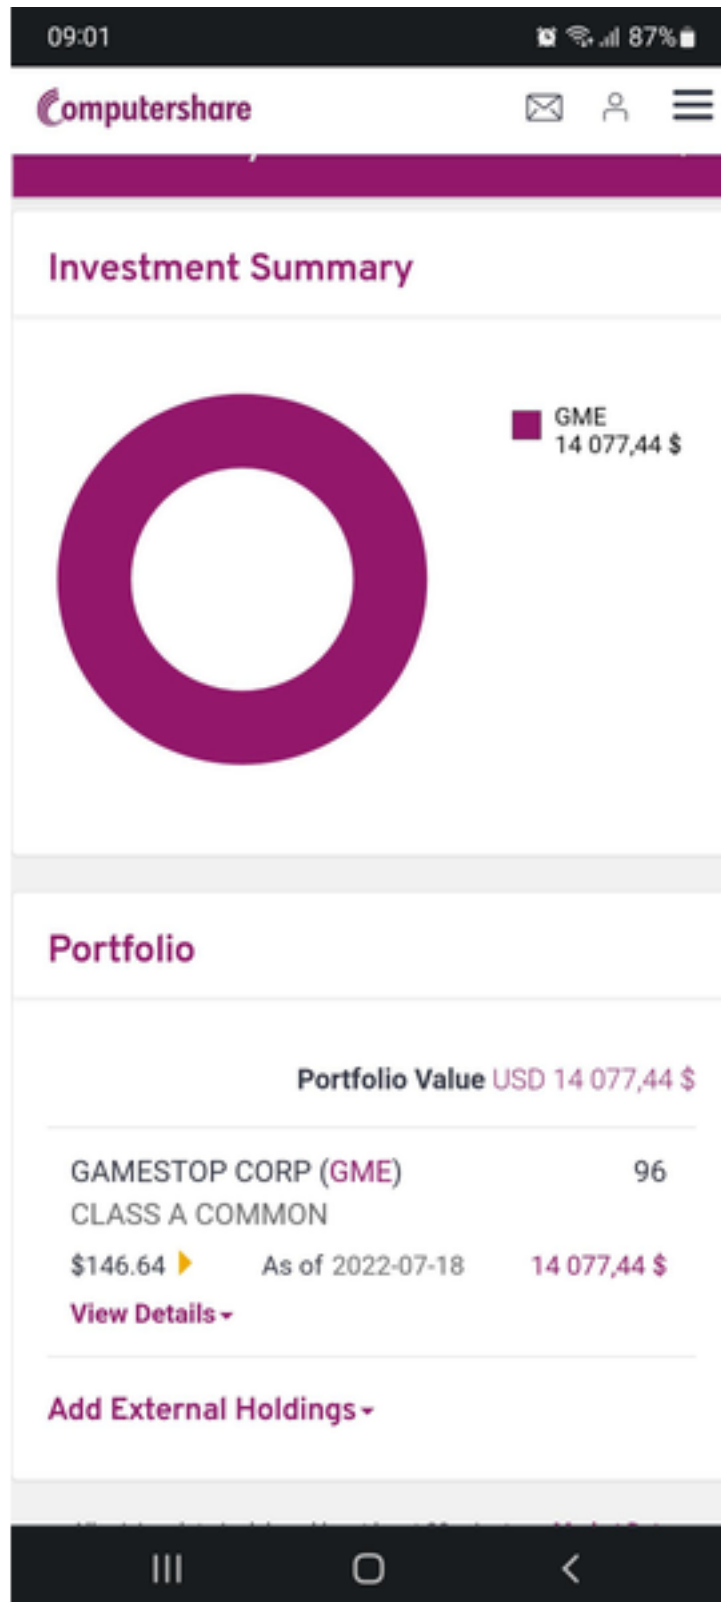 09:01 87%
Computershare
Investment Summary
GME
14 077,44 $
Portfolio
Portfolio Value USD 14 077,44 $
GAMESTOP CORP (GME) 96
CLASS A COMMON
$146.64 As of 2022-07-18 14 077,44 $
View Details
Add External Holdings